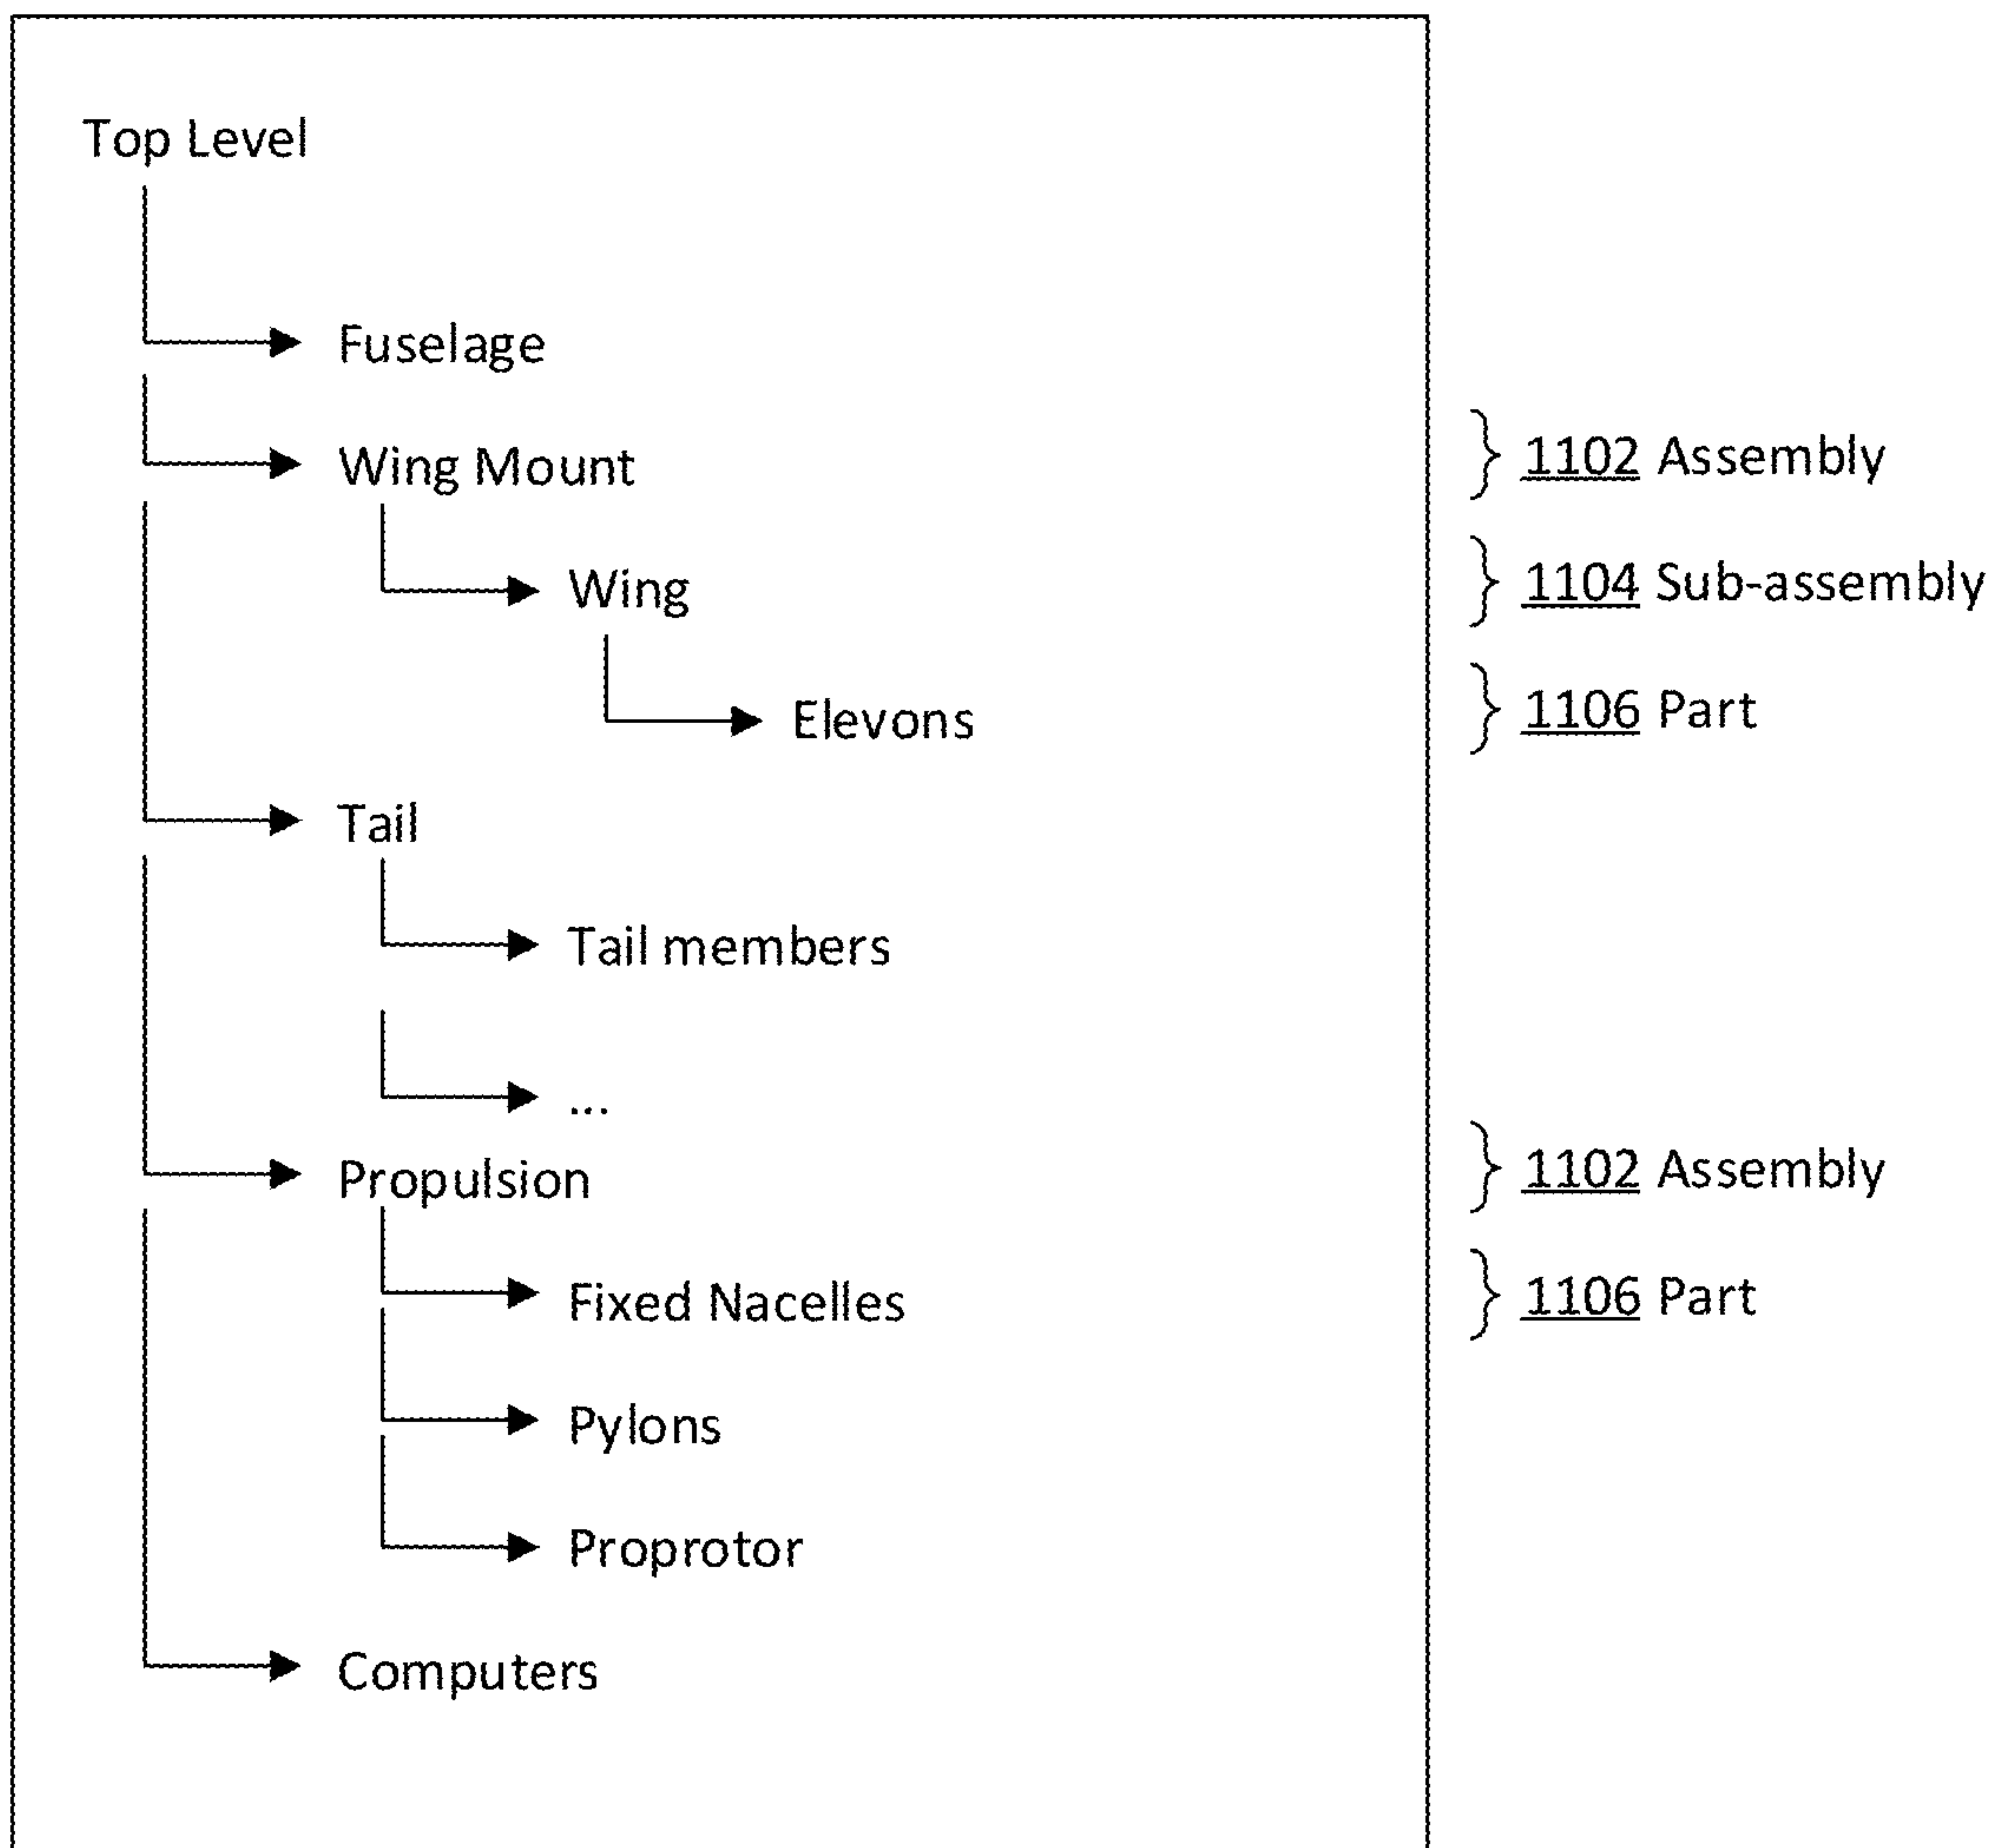 Top Level
Fuselage
Wing Mount
1102 Assembly
Wing
1104 Sub-assembly
Elevons
1106 Part
Tail
Tail members
...
Propulsion
1102 Assembly
Fixed Nacelles
1106 Part
Pylons
Proprotor
Computers